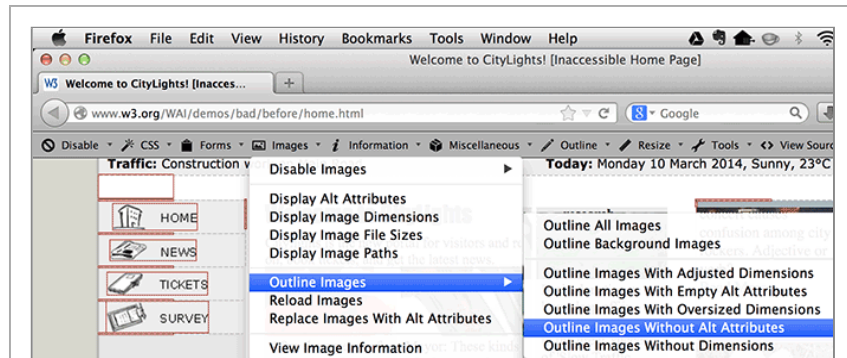 Firefox File Edit View History Bookmarks Tools Window Help
Welcome to CityLights! [Inaccessible Home Page]
W3 Welcome to CityLights! [Inacces... +
www.w3.org/WAI/demos/bad/before/home.html 8 Google
Disable CSS Forms Images i Information Miscellaneous Outline Resize Tools View Sourc
Traffic: Construction w Today: Monday 10 March 2014, Sunny, 23°C
HOME
NEWS
TICKETS
SURVEY
Disable Images
Display Alt Attributes
Display Image Dimensions
Display Image File Sizes
Display Image Paths
Outline Images
Reload Images
Replace Images With Alt Attributes
View Image Information
Outline All Images
Outline Background Images
Outline Images With Adjusted Dimensions
Outline Images With Empty Alt Attributes
Outline Images With Oversized Dimensions
Outline Images Without Alt Attributes
Outline Images Without Dimensions
confusion among city